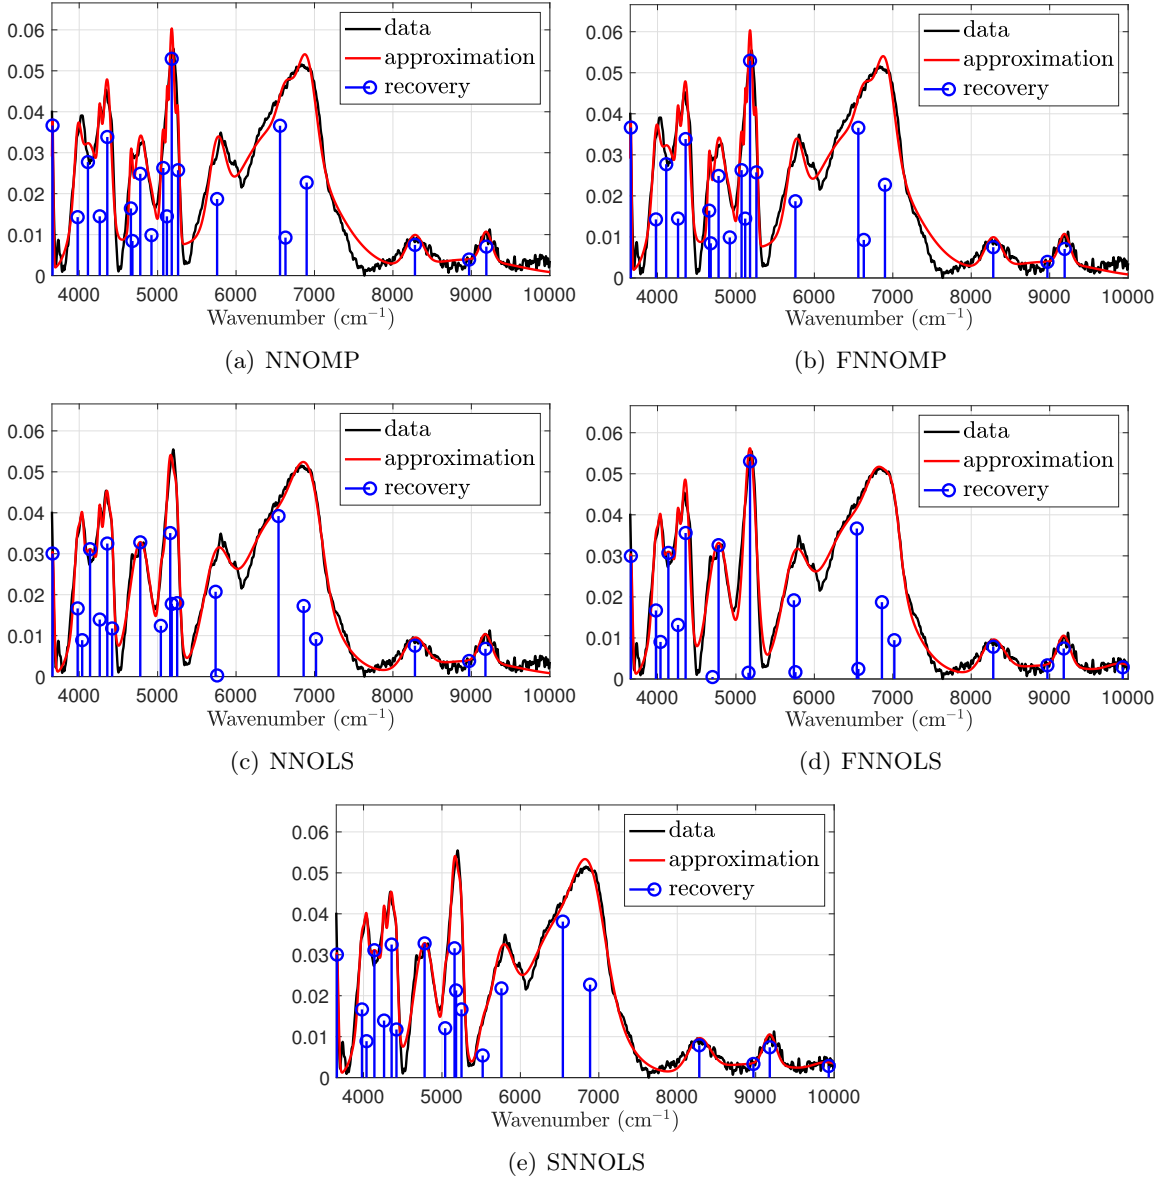 0.06
0.05
0.04
0.03
0.02
0.01
0
data
approximation
recovery
4000 5000 6000 7000 8000 9000 10000
Wavenumber (cm−1)
(a) NNOMP
0.06
0.05
0.04
0.03
0.02
0.01
0
data
approximation
recovery
4000 5000 6000 7000 8000 9000 10000
Wavenumber (cm−1)
(b) FNNOMP
0.06
0.05
0.04
0.03
0.02
0.01
0
data
approximation
recovery
4000 5000 6000 7000 8000 9000 10000
Wavenumber (cm−1)
(c) NNOLS
0.06
0.05
0.04
0.03
0.02
0.01
0
data
approximation
recovery
4000 5000 6000 7000 8000 9000 10000
Wavenumber (cm−1)
(d) FNNOLS
0.06
0.05
0.04
0.03
0.02
0.01
0
data
approximation
recovery
4000 5000 6000 7000 8000 9000 10000
Wavenumber (cm−1)
(e) SNNOLS